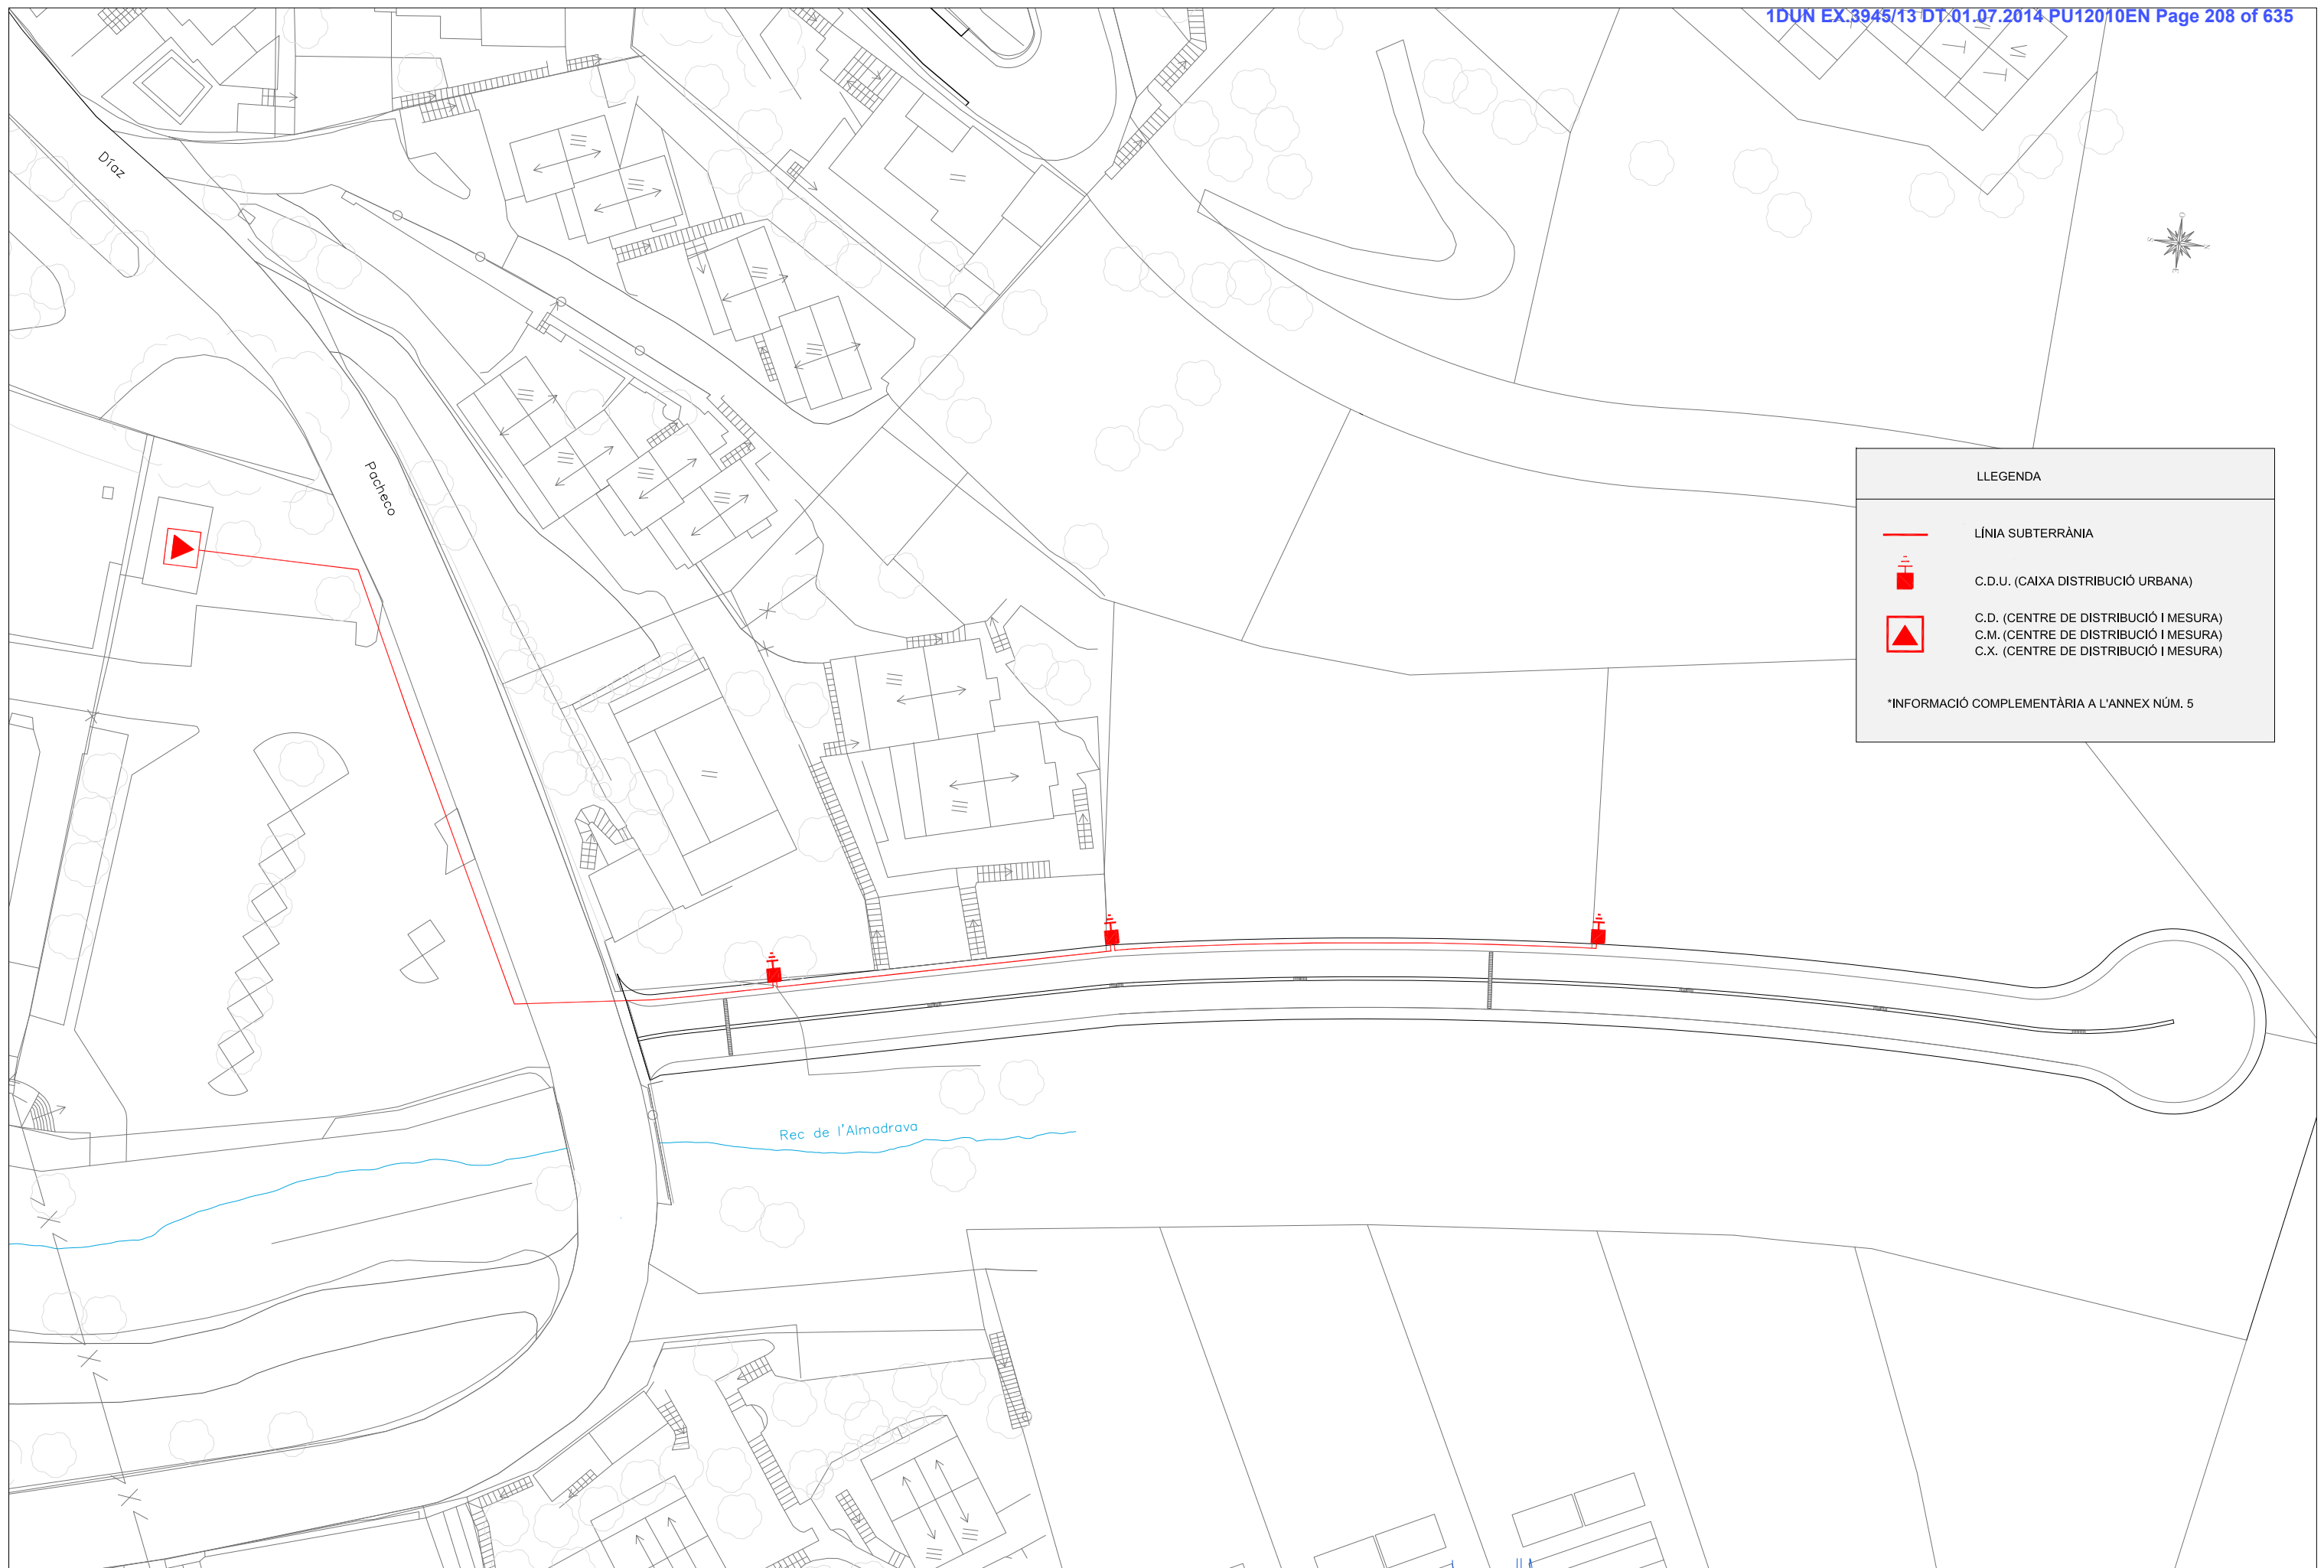 1DUN EX.3945/13 DT.01.07.2014 PU12010EN Page 208 of 635
Díaz
Pacheco
LLEGENDA
LÍNIA SUBTERRÀNIA
C.D.U. (CAIXA DISTRIBUCIÓ URBANA)
C.D. (CENTRE DE DISTRIBUCIÓ I MESURA)
C.M. (CENTRE DE DISTRIBUCIÓ I MESURA)
C.X. (CENTRE DE DISTRIBUCIÓ I MESURA)
*INFORMACIÓ COMPLEMENTÀRIA A L'ANNEX NÚM. 5
Rec de l'Almadrava